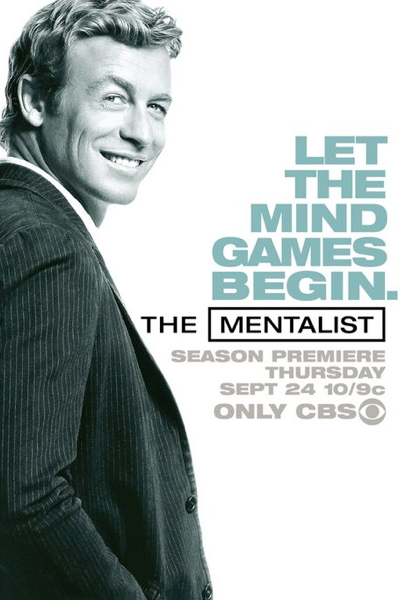 LET
THE
MIND
GAMES
BEGIN.
THE MENTALIST
SEASON PREMIERE
THURSDAY
SEPT 24 10/9c
ONLY CBS